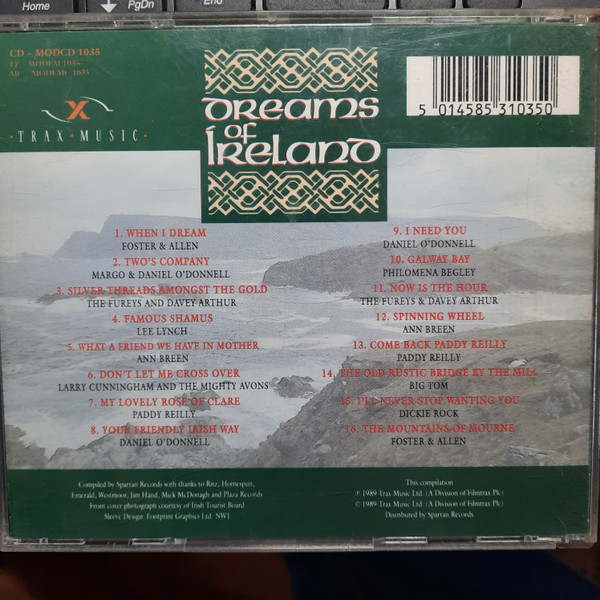 Home
PgDn
End
CD - MODCD 1035
LP MODEM 1035
MC MODEMC 1035
X
·TRAX·MUSIC·
DREAMS
OF
IRELAND
5 014585 310350
1. WHEN I DREAM
FOSTER & ALLEN
2. TWO'S COMPANY
MARGO & DANIEL O'DONNELL
3. SILVER THREADS AMONGST THE GOLD
THE FUREYS AND DAVEY ARTHUR
4. FAMOUS SHAMUS
LEE LYNCH
5. WHAT A FRIEND WE HAVE IN MOTHER
ANN BREEN
6. DON'T LET ME CROSS OVER
LARRY CUNNINGHAM AND THE MIGHTY AVONS
7. MY LOVELY ROSE OF CLARE
PADDY REILLY
8. YOUR FRIENDLY IRISH WAY
DANIEL O'DONNELL
9. I NEED YOU
DANIEL O'DONNELL
10. GALWAY BAY
PHILOMENA BEGLEY
11. NOW IS THE HOUR
THE FUREYS & DAVEY ARTHUR
12. SPINNING WHEEL
ANN BREEN
13. COME BACK PADDY REILLY
PADDY REILLY
14. THE OLD RUSTIC BRIDGE BY THE MILL
BIG TOM
15. I'LL NEVER STOP WANTING YOU
DICKIE ROCK
16. THE MOUNTAINS OF MOURNE
FOSTER & ALLEN
Compiled by Spartan Records with thanks to Ritz, Homespun,
Emerald, Westmoor, Jim Hand, Mick McDonagh and Plaza Records
Front cover photograph courtesy of Irish Tourist Board
Sleeve Design: Footprint Graphics Ltd. NW1
This compilation
℗ 1989 Trax Music Ltd. (A Division of Filmtrax Plc)
© 1989 Trax Music Ltd. (A Division of Filmtrax Plc)
Distributed by Spartan Records